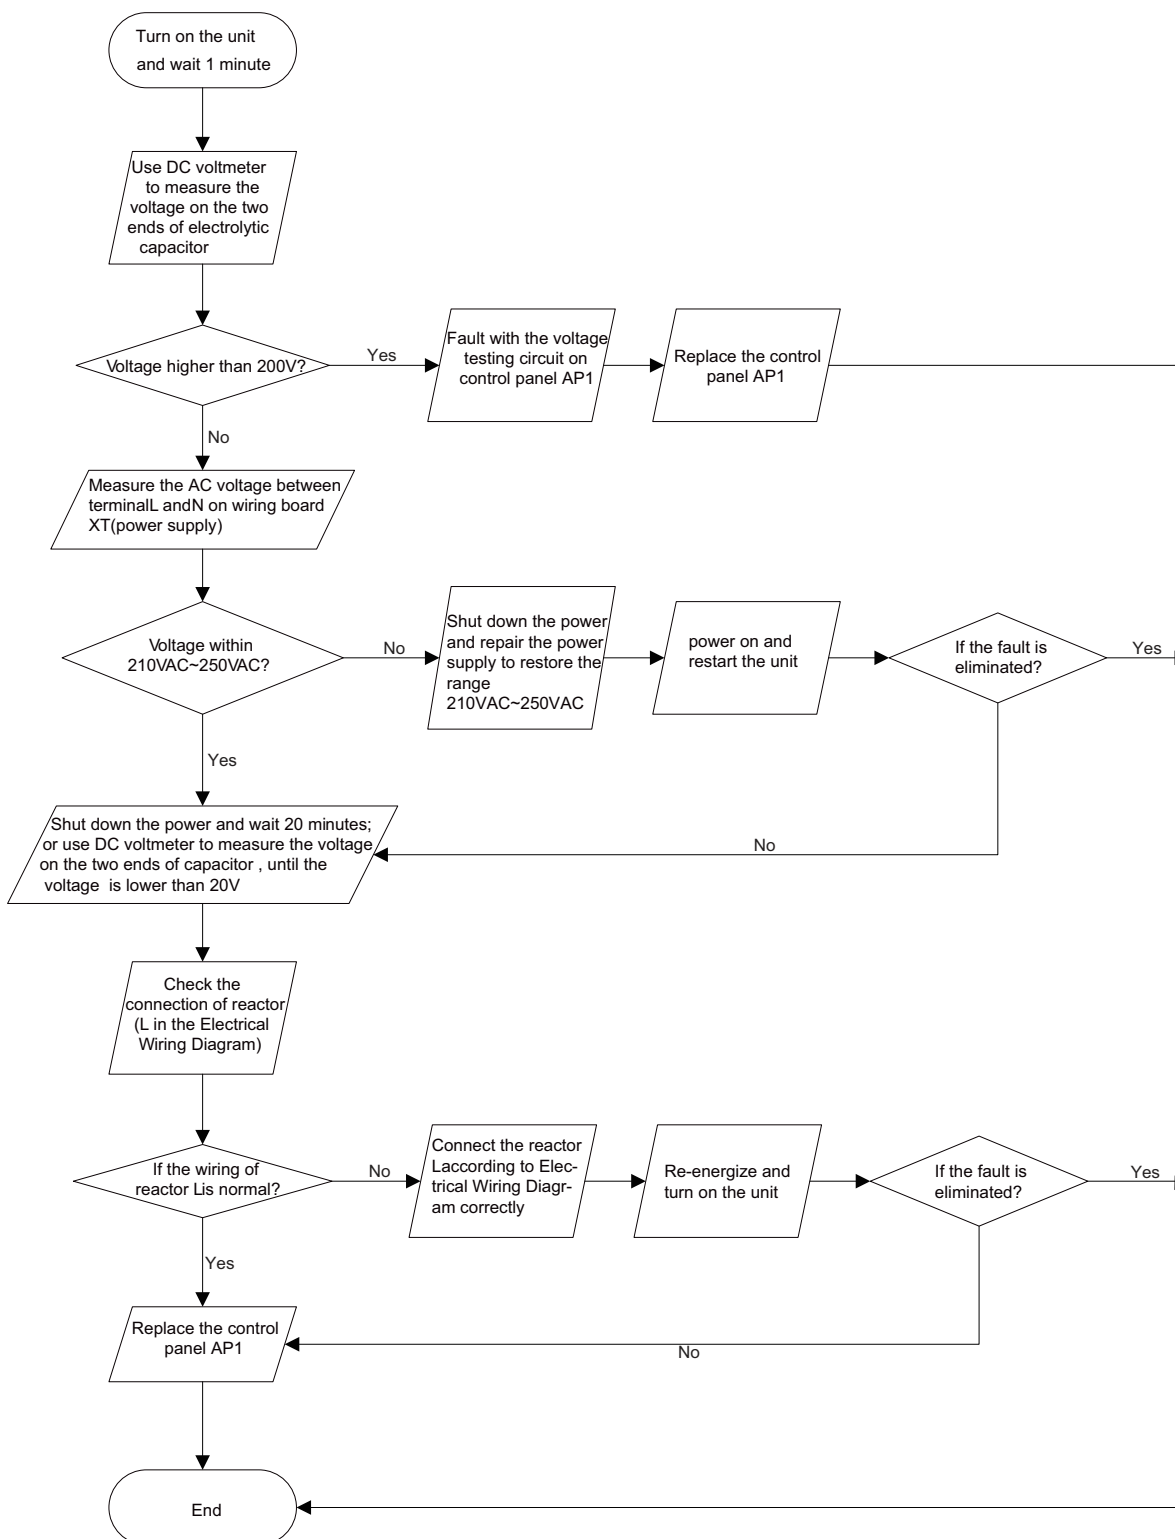 Turn on the unit
and wait 1 minute
Use DC voltmeter
to measure the
voltage on the two
ends of electrolytic
capacitor
Voltage higher than 200V?
Yes
Fault with the voltage
testing circuit on
control panel AP1
Replace the control
panel AP1
No
Measure the AC voltage between
terminalL andN on wiring board
XT(power supply)
Voltage within
210VAC~250VAC?
No
Shut down the power
and repair the power
supply to restore the
range
210VAC~250VAC
power on and
restart the unit
If the fault is
eliminated?
Yes
Yes
No
Shut down the power and wait 20 minutes;
or use DC voltmeter to measure the voltage
on the two ends of capacitor , until the
voltage is lower than 20V
Check the
connection of reactor
(L in the Electrical
Wiring Diagram)
If the wiring of
reactor Lis normal?
No
Connect the reactor
Laccording to Elec-
trical Wiring Diagr-
am correctly
Re-energize and
turn on the unit
If the fault is
eliminated?
Yes
Yes
No
Replace the control
panel AP1
End